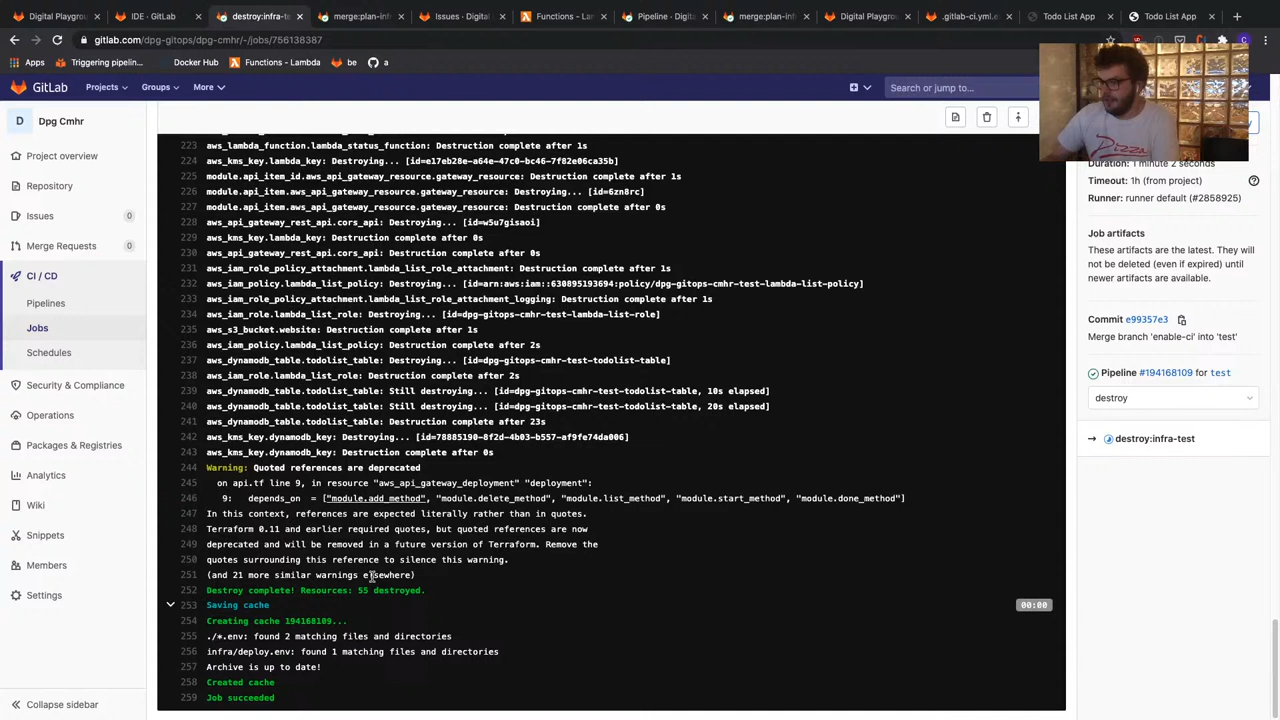 Digital Playgr
IDE · GitLab
destroy:infra-te
merge:plan-inf
Issues · Digital
Functions - Lam
Pipeline · Digita
merge:plan-inf
Digital Playgro
.gitlab-ci.yml.e
Todo List App
Todo List App
gitlab.com/dpg-gitops/dpg-cmhr/-/jobs/756138387
Apps
Triggering pipelin...
Docker Hub
Functions - Lambda
be
a
GitLab
Projects
Groups
More
Search or jump to...
D
Dpg Cmhr
Project overview
Repository
Issues 0
Merge Requests 0
CI / CD
Pipelines
Jobs
Schedules
Security & Compliance
Operations
Packages & Registries
Analytics
Wiki
Snippets
Members
Settings
Collapse sidebar
223 aws_lambda_function.lambda_status_function: Destruction complete after 1s
224 aws_kms_key.lambda_key: Destroying... [id=e17eb28e-a64e-47c0-bc46-7f82e06ca35b]
225 module.api_item_id.aws_api_gateway_resource.gateway_resource: Destruction complete after 1s
226 module.api_item.aws_api_gateway_resource.gateway_resource: Destroying... [id=6zn8rc]
227 module.api_item.aws_api_gateway_resource.gateway_resource: Destruction complete after 0s
228 aws_api_gateway_rest_api.cors_api: Destroying... [id=w5u7gisaoi]
229 aws_kms_key.lambda_key: Destruction complete after 0s
230 aws_api_gateway_rest_api.cors_api: Destruction complete after 0s
231 aws_iam_role_policy_attachment.lambda_list_role_attachment: Destruction complete after 1s
232 aws_iam_policy.lambda_list_policy: Destroying... [id=arn:aws:iam::630895193694:policy/dpg-gitops-cmhr-test-lambda-list-policy]
233 aws_iam_role_policy_attachment.lambda_list_role_attachment_logging: Destruction complete after 1s
234 aws_iam_role.lambda_list_role: Destroying... [id=dpg-gitops-cmhr-test-lambda-list-role]
235 aws_s3_bucket.website: Destruction complete after 1s
236 aws_iam_policy.lambda_list_policy: Destruction complete after 2s
237 aws_dynamodb_table.todolist_table: Destroying... [id=dpg-gitops-cmhr-test-todolist-table]
238 aws_iam_role.lambda_list_role: Destruction complete after 2s
239 aws_dynamodb_table.todolist_table: Still destroying... [id=dpg-gitops-cmhr-test-todolist-table, 10s elapsed]
240 aws_dynamodb_table.todolist_table: Still destroying... [id=dpg-gitops-cmhr-test-todolist-table, 20s elapsed]
241 aws_dynamodb_table.todolist_table: Destruction complete after 23s
242 aws_kms_key.dynamodb_key: Destroying... [id=78885190-8f2d-4b03-b557-af9fe74da006]
243 aws_kms_key.dynamodb_key: Destruction complete after 0s
244 Warning: Quoted references are deprecated
245 on api.tf line 9, in resource "aws_api_gateway_deployment" "deployment":
246 9: depends_on = ["module.add_method", "module.delete_method", "module.list_method", "module.start_method", "module.done_method"]
247 In this context, references are expected literally rather than in quotes.
248 Terraform 0.11 and earlier required quotes, but quoted references are now
249 deprecated and will be removed in a future version of Terraform. Remove the
250 quotes surrounding this reference to silence this warning.
251 (and 21 more similar warnings elsewhere)
252 Destroy complete! Resources: 55 destroyed.
253 Saving cache 00:00
254 Creating cache 194168109...
255 ./*.env: found 2 matching files and directories
256 infra/deploy.env: found 1 matching files and directories
257 Archive is up to date!
258 Created cache
259 Job succeeded
Dizza
Duration: 1 minute 2 seconds
Timeout: 1h (from project)
Runner: runner default (#2858925)
Job artifacts
These artifacts are the latest. They will
not be deleted (even if expired) until
newer artifacts are available.
Commit e99357e3
Merge branch 'enable-ci' into 'test'
Pipeline #194168109 for test
destroy
destroy:infra-test